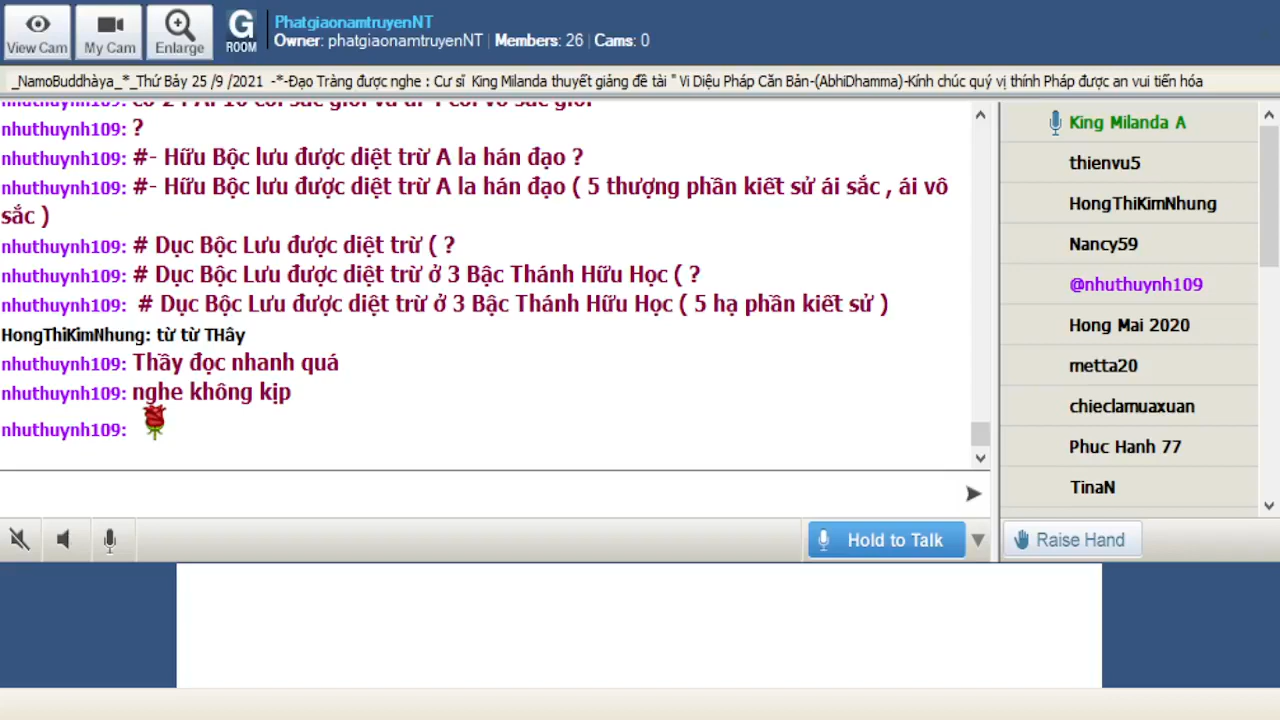 View Cam
My Cam
Enlarge
G
ROOM
PhatgiaonamtruyenNT
Owner: phatgiaonamtruyenNT | Members: 26 | Cams: 0
_NamoBuddhàya_*_Thứ Bảy 25 /9 /2021 -*-Đạo Tràng được nghe : Cư sĩ King Milanda thuyết giảng đề tài " Vi Diệu Pháp Căn Bản-(AbhiDhamma)-Kính chúc quý vị thính Pháp được an vui tiến hóa
nhuthuynh109: ?
nhuthuynh109: #- Hữu Bộc lưu được diệt trừ A la hán đạo ?
nhuthuynh109: #- Hữu Bộc lưu được diệt trừ A la hán đạo ( 5 thượng phần kiết sử ái sắc , ái vô
sắc )
nhuthuynh109: # Dục Bộc Lưu được diệt trừ ( ?
nhuthuynh109: # Dục Bộc Lưu được diệt trừ ở 3 Bậc Thánh Hữu Học ( ?
nhuthuynh109: # Dục Bộc Lưu được diệt trừ ở 3 Bậc Thánh Hữu Học ( 5 hạ phần kiết sử )
HongThiKimNhung: từ từ THây
nhuthuynh109: Thầy đọc nhanh quá
nhuthuynh109: nghe không kịp
nhuthuynh109:
King Milanda A
thienvu5
HongThiKimNhung
Nancy59
@nhuthuynh109
Hong Mai 2020
metta20
chieclamuaxuan
Phuc Hanh 77
TinaN
Hold to Talk
Raise Hand